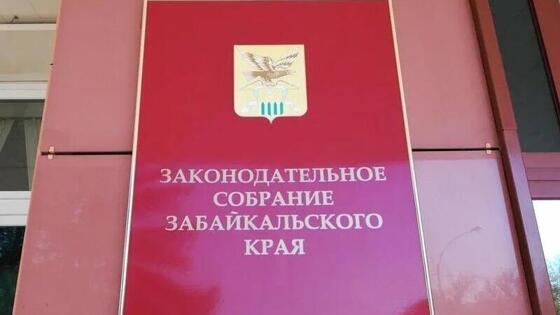 ЗАКОНОДАТЕЛЬНОЕ
СОБРАНИЕ
ЗАБАЙКАЛЬСКОГО
КРАЯ